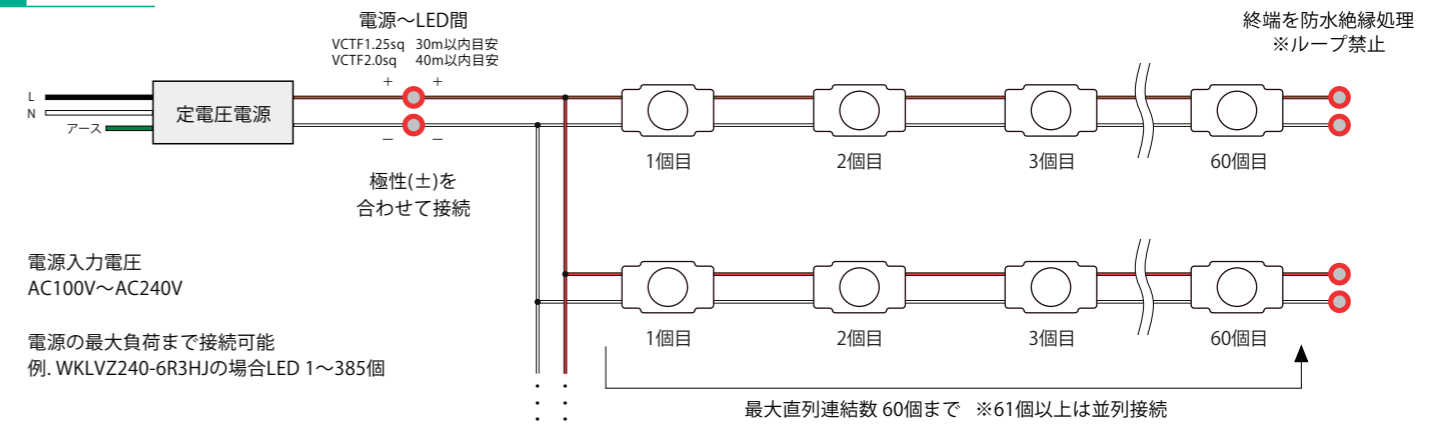 電源～LED間
VCTF1.25sq 30m以内目安
VCTF2.0sq 40m以内目安
終端を防水絶縁処理
※ループ禁止
+ +
L
N
アース
定電圧電源
− −
1個目 2個目 3個目 60個目
極性(±)を
合わせて接続
電源入力電圧
AC100V～AC240V
電源の最大負荷まで接続可能
例. WKLVZ240-6R3HJの場合LED 1～385個
1個目 2個目 3個目 60個目
最大直列連結数 60個まで ※61個以上は並列接続